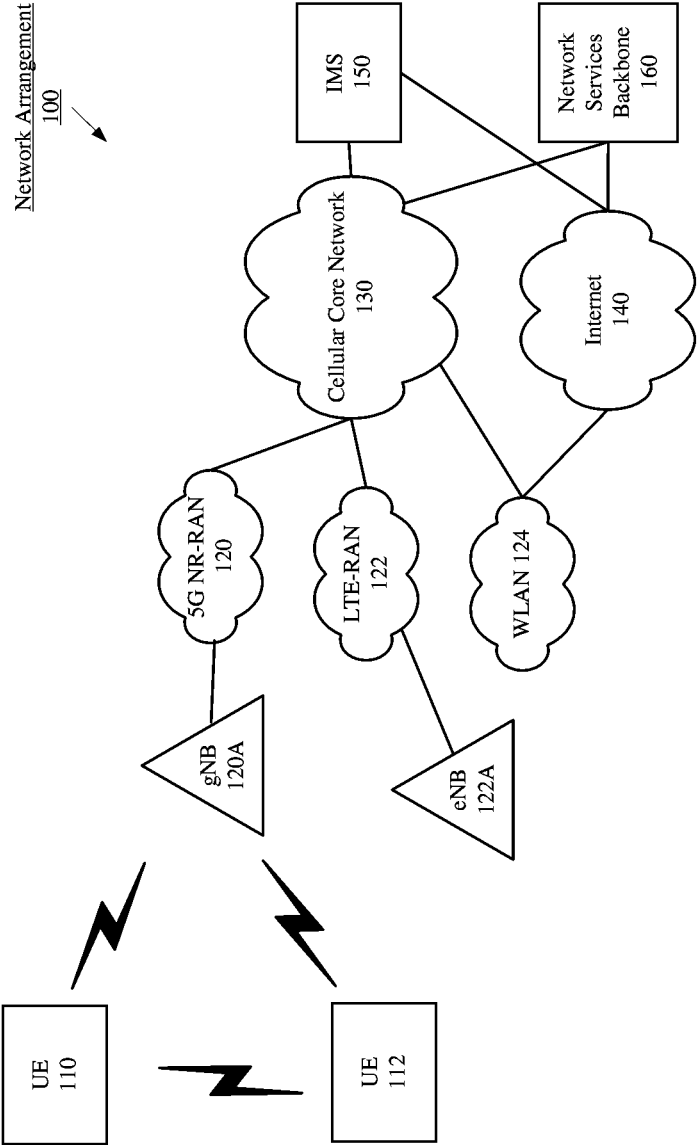 Network Arrangement
100
UE
110
UE
112
gNB
120A
eNB
122A
5G NR-RAN
120
LTE-RAN
122
WLAN 124
Cellular Core Network
130
Internet
140
IMS
150
Network
Services
Backbone
160